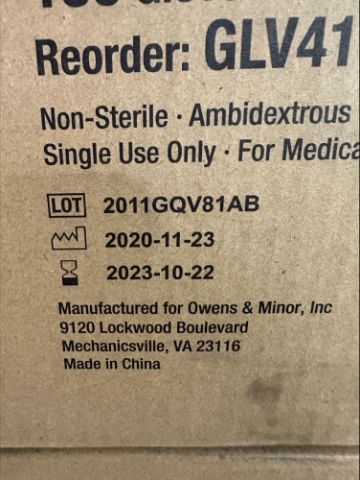 Reorder: GLV41
Non-Sterile · Ambidextrous
Single Use Only · For Medica
LOT 2011GQV81AB
2020-11-23
2023-10-22
Manufactured for Owens & Minor, Inc
9120 Lockwood Boulevard
Mechanicsville, VA 23116
Made in China